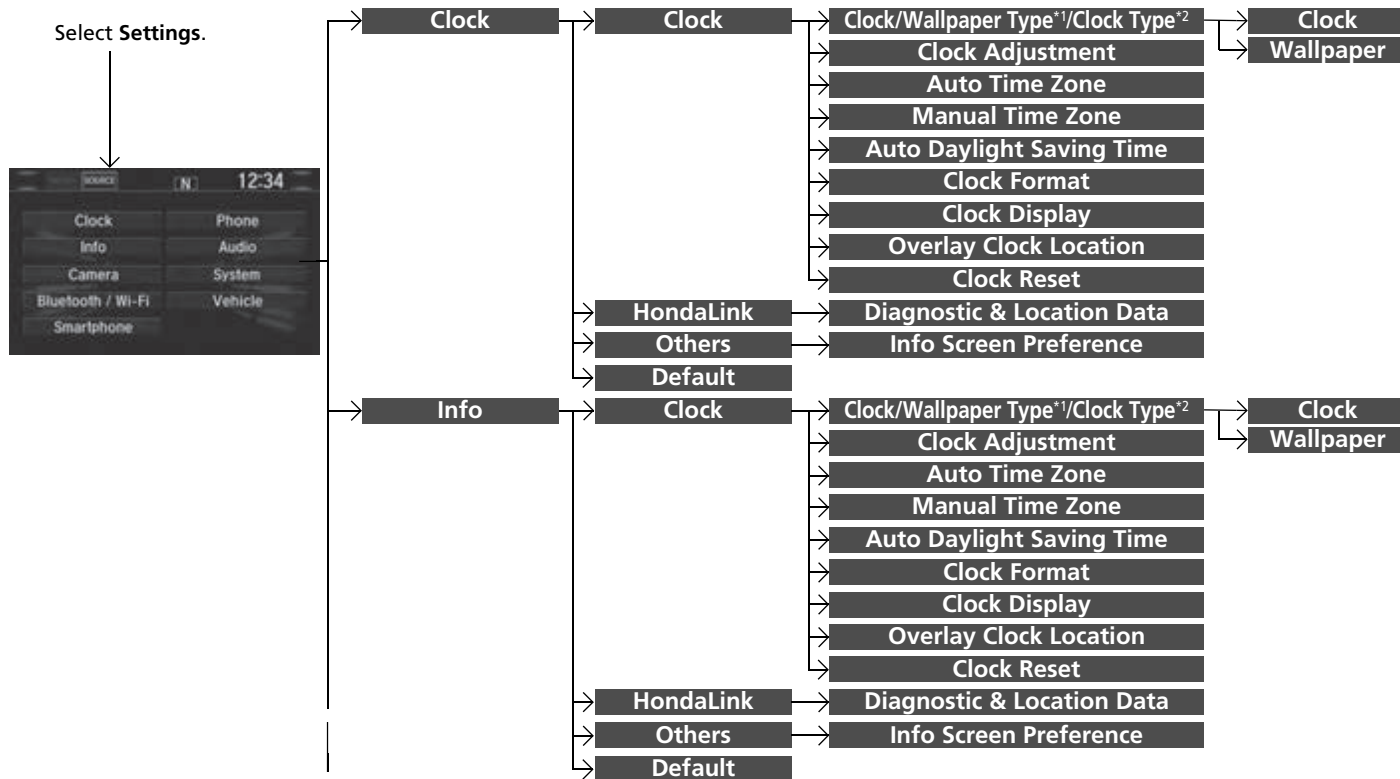 Select Settings.
SOURCE
N
12:34
Clock
Phone
Info
Audio
Camera
System
Bluetooth / Wi-Fi
Vehicle
Smartphone
Clock
Clock
Clock/Wallpaper Type*1/Clock Type*2
Clock
Wallpaper
Clock Adjustment
Auto Time Zone
Manual Time Zone
Auto Daylight Saving Time
Clock Format
Clock Display
Overlay Clock Location
Clock Reset
HondaLink
Diagnostic & Location Data
Others
Info Screen Preference
Default
Info
Clock
Clock/Wallpaper Type*1/Clock Type*2
Clock
Wallpaper
Clock Adjustment
Auto Time Zone
Manual Time Zone
Auto Daylight Saving Time
Clock Format
Clock Display
Overlay Clock Location
Clock Reset
HondaLink
Diagnostic & Location Data
Others
Info Screen Preference
Default